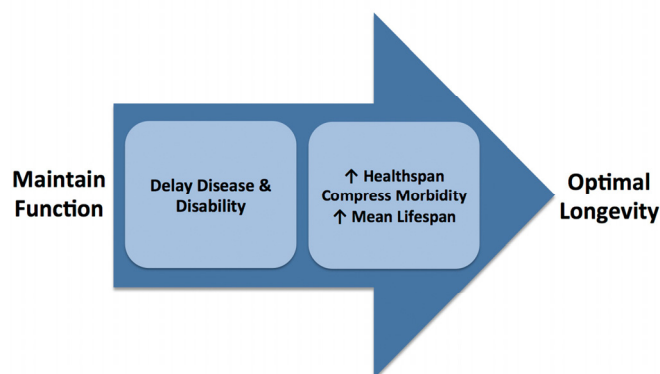 Maintain
Function
Delay Disease &
Disability
↑ Healthspan
Compress Morbidity
↑ Mean Lifespan
Optimal
Longevity